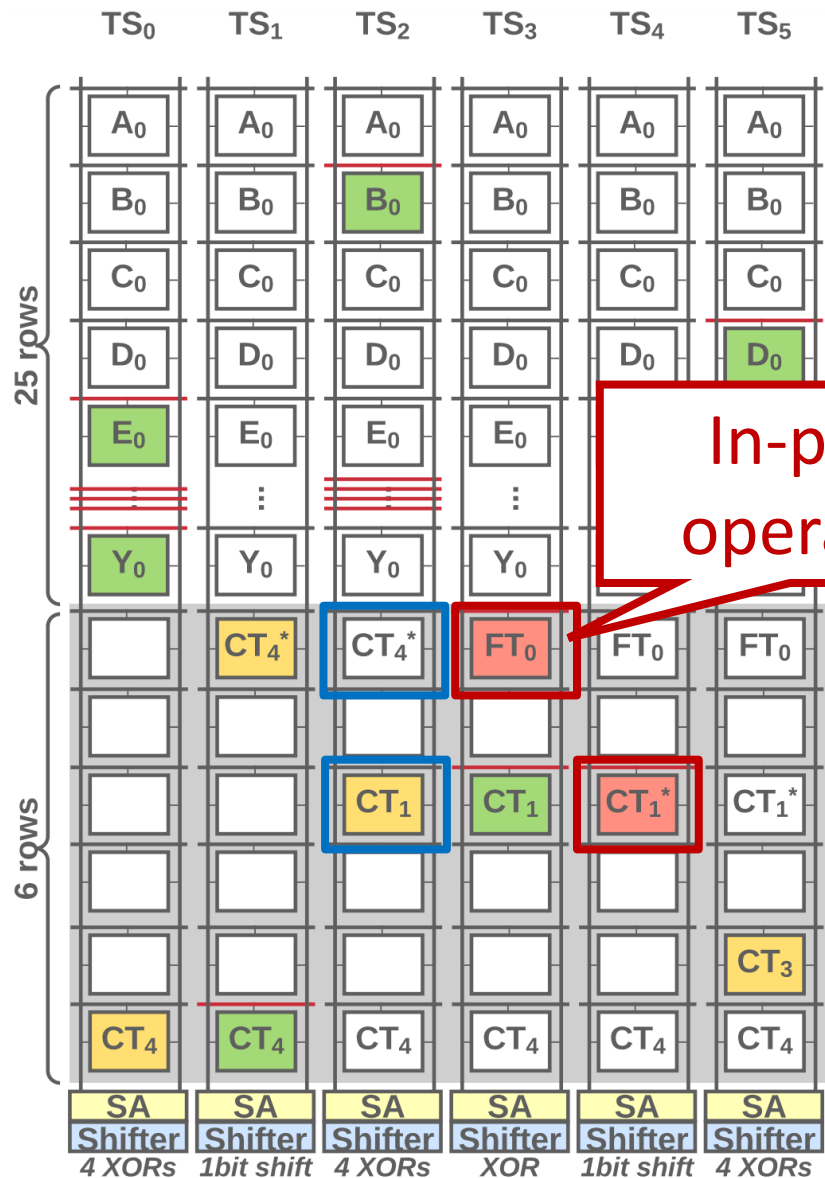 TS₀ TS₁ TS₂ TS₃ TS₄ TS₅
A₀ A₀ A₀ A₀ A₀ A₀
B₀ B₀ B₀ B₀ B₀ B₀
C₀ C₀ C₀ C₀ C₀ C₀
25 rows
D₀ D₀ D₀ D₀ D₀ D₀
E₀ E₀ E₀ E₀
In-p
opera
Y₀ Y₀ Y₀ Y₀
CT₄* CT₄* FT₀ FT₀ FT₀
CT₁ CT₁ CT₁* CT₁*
6 rows
CT₃
CT₄ CT₄ CT₄ CT₄ CT₄ CT₄
SA SA SA SA SA SA
Shifter Shifter Shifter Shifter Shifter Shifter
4 XORs 1bit shift 4 XORs XOR 1bit shift 4 XORs